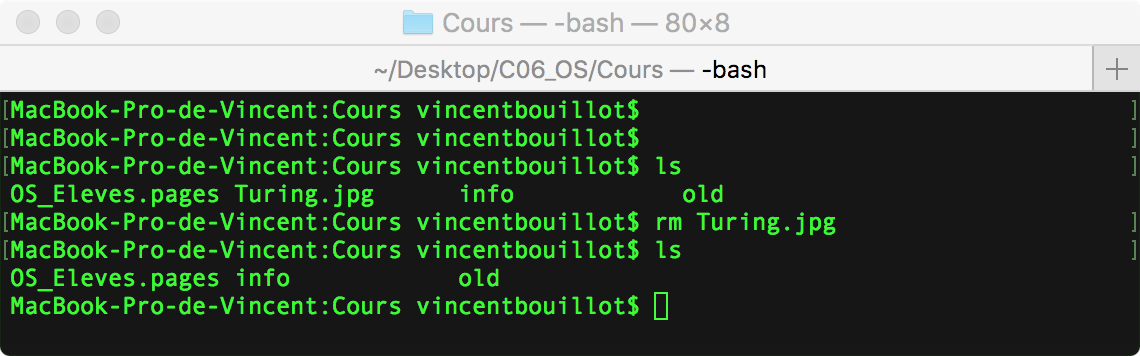 Cours — -bash — 80×8
~/Desktop/C06_OS/Cours — -bash +
[MacBook-Pro-de-Vincent:Cours vincentbouillot$ ]
[MacBook-Pro-de-Vincent:Cours vincentbouillot$ ]
[MacBook-Pro-de-Vincent:Cours vincentbouillot$ ls ]
OS_Eleves.pages Turing.jpg info old
[MacBook-Pro-de-Vincent:Cours vincentbouillot$ rm Turing.jpg ]
[MacBook-Pro-de-Vincent:Cours vincentbouillot$ ls ]
OS_Eleves.pages info old
MacBook-Pro-de-Vincent:Cours vincentbouillot$